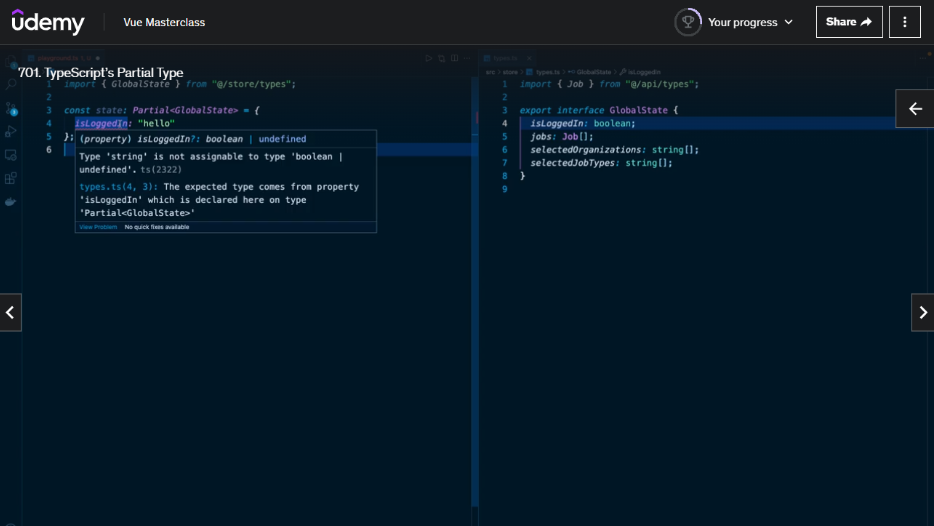 udemy
Vue Masterclass
Your progress
Share
701. TypeScript's Partial Type
1 import { GlobalState } from "@/store/types";
2
3 const state: Partial<GlobalState> = {
4 isLoggedIn: "hello"
5 };
6
(property) isLoggedIn?: boolean | undefined
Type 'string' is not assignable to type 'boolean |
undefined'. ts(2322)
types.ts(4, 3): The expected type comes from property
'isLoggedIn' which is declared here on type
'Partial<GlobalState>'
View Problem No quick fixes available
src > store > types.ts > GlobalState > isLoggedIn
1 import { Job } from "@/api/types";
2
3 export interface GlobalState {
4 isLoggedIn: boolean;
5 jobs: Job[];
6 selectedOrganizations: string[];
7 selectedJobTypes: string[];
8 }
9